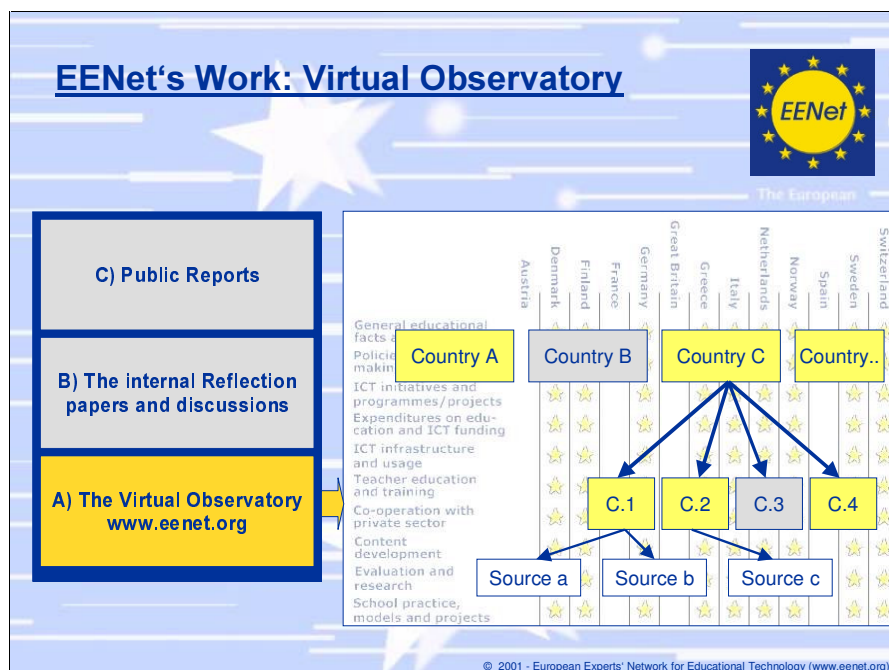 EENet‘s Work: Virtual Observatory
EENet
The European
C) Public Reports
B) The internal Reflection
papers and discussions
A) The Virtual Observatory
www.eenet.org
Austria
Denmark
Finland
France
Germany
Great Britain
Greece
Italy
Netherlands
Norway
Spain
Sweden
Switzerland
General educational
facts
Country A
Country B
Country C
Country..
ICT initiatives and
programmes/projects
Expenditures on edu-
cation and ICT funding
ICT infrastructure
and usage
Teacher education
and training
Co-operation with
private sector
Content
development
Evaluation and
research
School practice,
models and projects
C.1
C.2
C.3
C.4
Source a
Source b
Source c
© 2001 - European Experts‘ Network for Educational Technology (www.eenet.org)